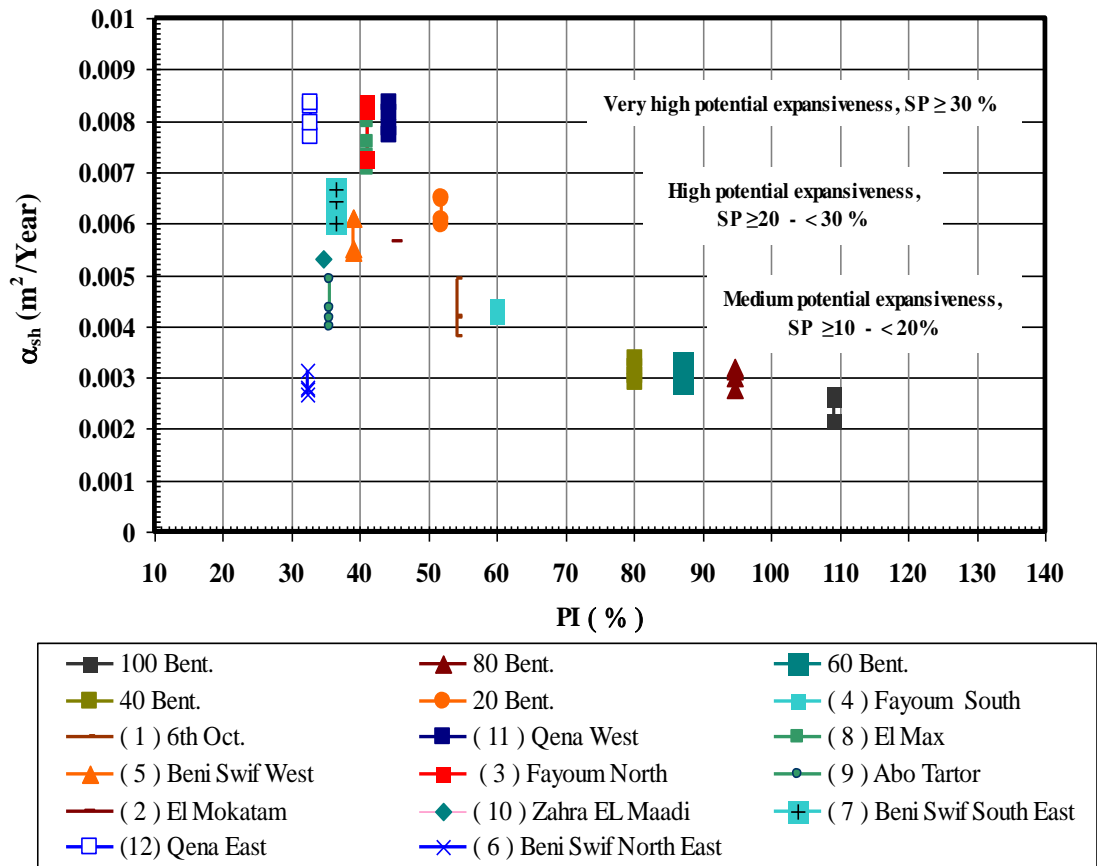 0.01
0.009
0.008
0.007
0.006
0.005
0.004
0.003
0.002
0.001
0
αsh (m²/Year)
Very high potential expansiveness, SP ≥ 30 %
High potential expansiveness,
SP ≥20 - < 30 %
Medium potential expansiveness,
SP ≥10 - < 20%
10 20 30 40 50 60 70 80 90 100 110 120 130 140
PI ( % )
100 Bent. 80 Bent. 60 Bent.
40 Bent. 20 Bent. ( 4 ) Fayoum South
( 1 ) 6th Oct. ( 11 ) Qena West ( 8 ) El Max
( 5 ) Beni Swif West ( 3 ) Fayoum North ( 9 ) Abo Tartor
( 2 ) El Mokatam ( 10 ) Zahra EL Maadi ( 7 ) Beni Swif South East
(12) Qena East ( 6 ) Beni Swif North East